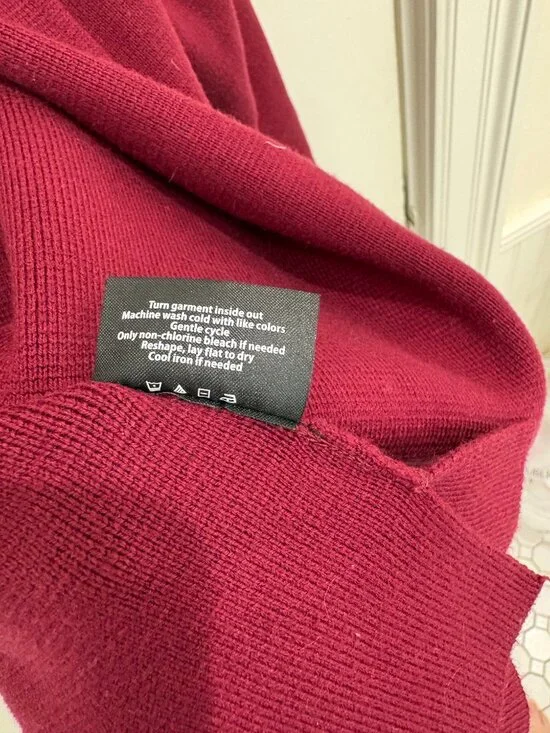 Turn garment inside out
Machine wash cold with like colors
Gentle cycle
Only non-chlorine bleach if needed
Reshape, lay flat to dry
Cool iron if needed